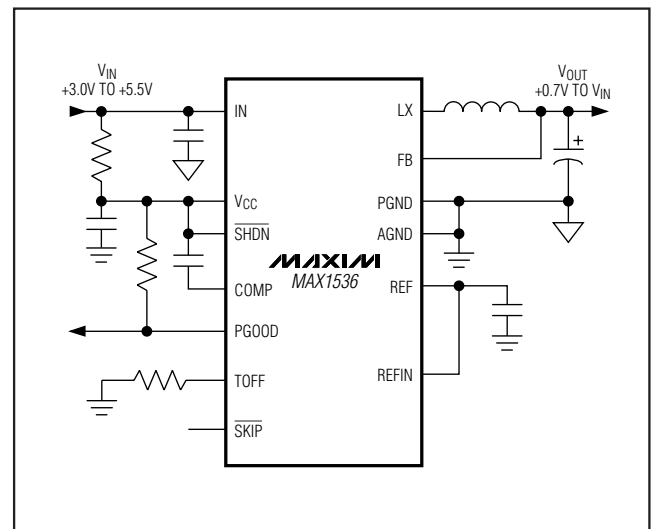 VIN
+3.0V TO +5.5V
VOUT
+0.7V TO VIN
IN
LX
FB
VCC
PGND
SHDN
AGND
MAXIM
MAX1536
COMP
REF
PGOOD
TOFF
REFIN
SKIP
+